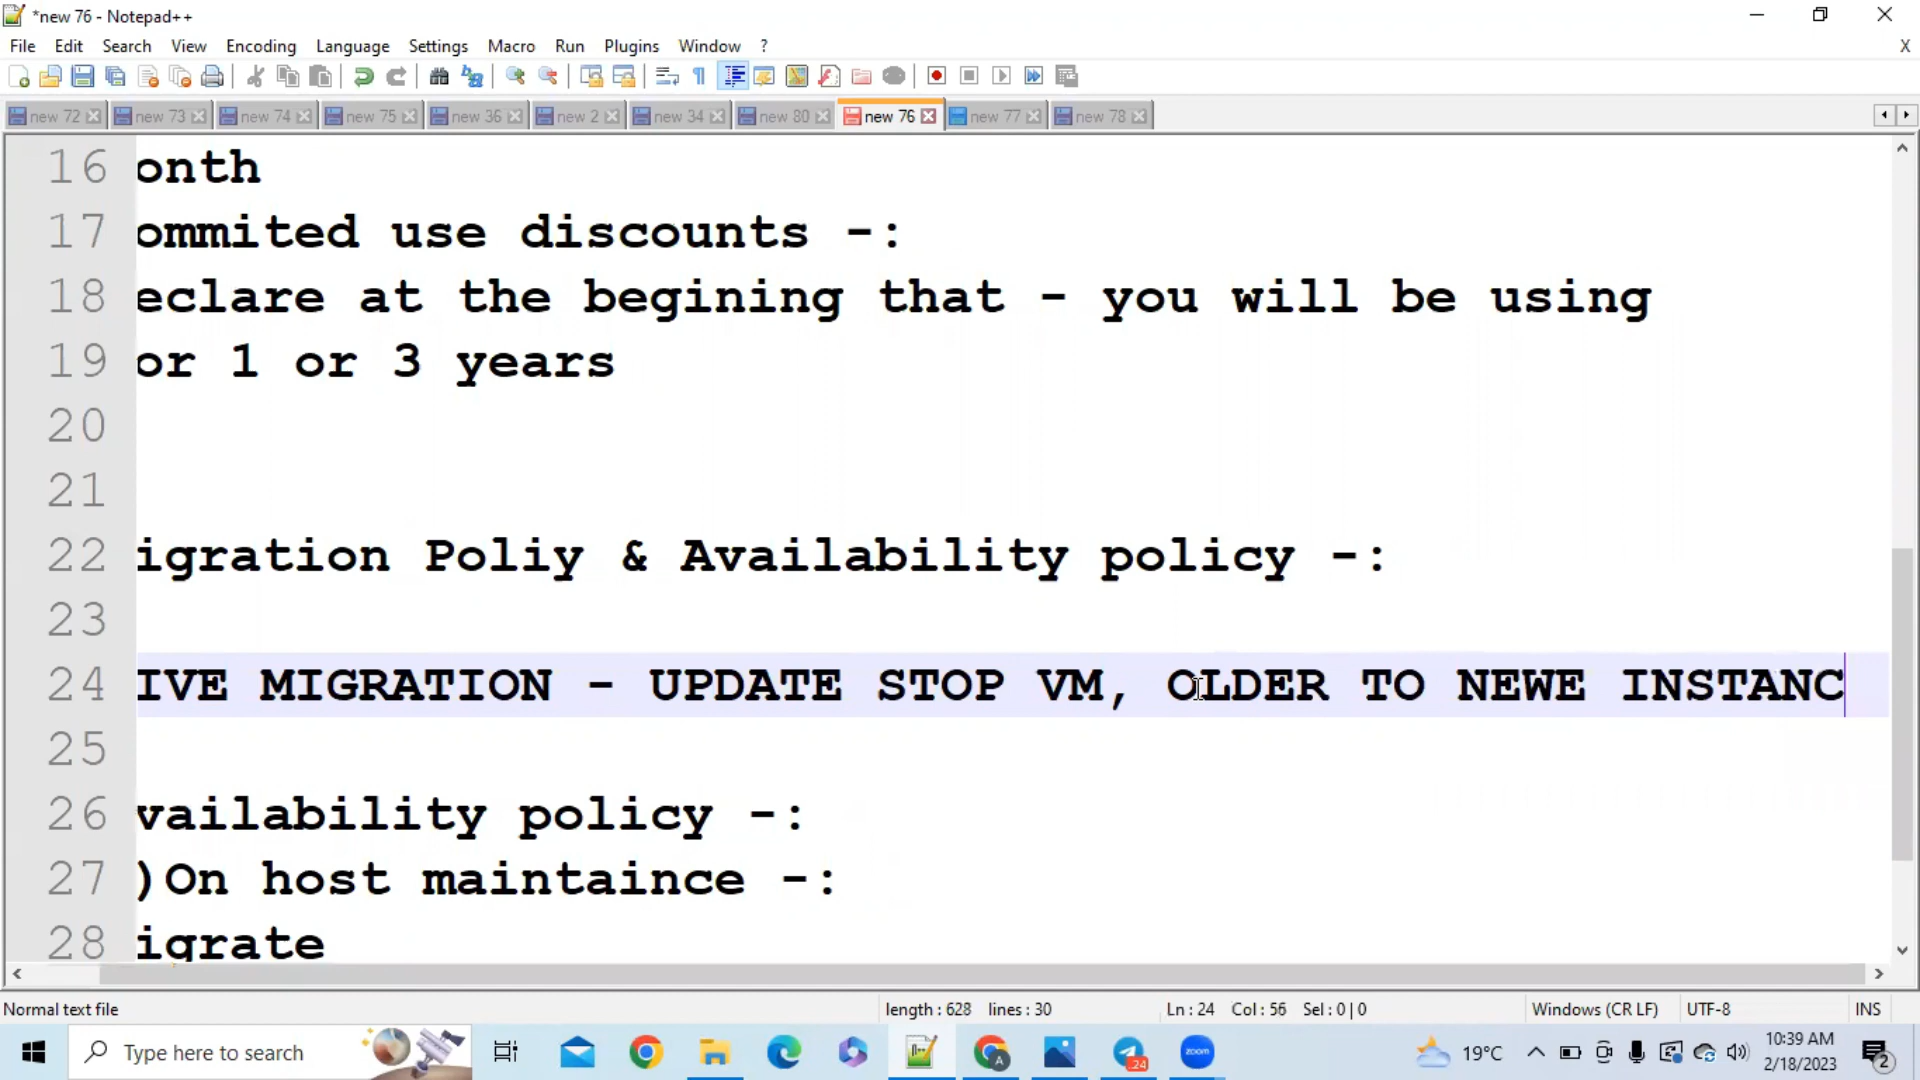 *new 76 - Notepad++
File Edit Search View Encoding Language Settings Macro Run Plugins Window ? X
new 72 new 73 new 74 new 75 new 36 new 2 new 34 new 80 new 76 new 77 new 78
16 onth
17 ommited use discounts -:
18 eclare at the begining that - you will be using
19 or 1 or 3 years
20
21
22 igration Poliy & Availability policy -:
23
24 IVE MIGRATION - UPDATE STOP VM, OLDER TO NEWE INSTANC
25
26 vailability policy -:
27 )On host maintaince -:
28 igrate
Normal text file length : 628 lines : 30 Ln : 24 Col : 56 Sel : 0 | 0 Windows (CR LF) UTF-8 INS
Type here to search zoom 24 19°C 10:39 AM
2/18/2023 2